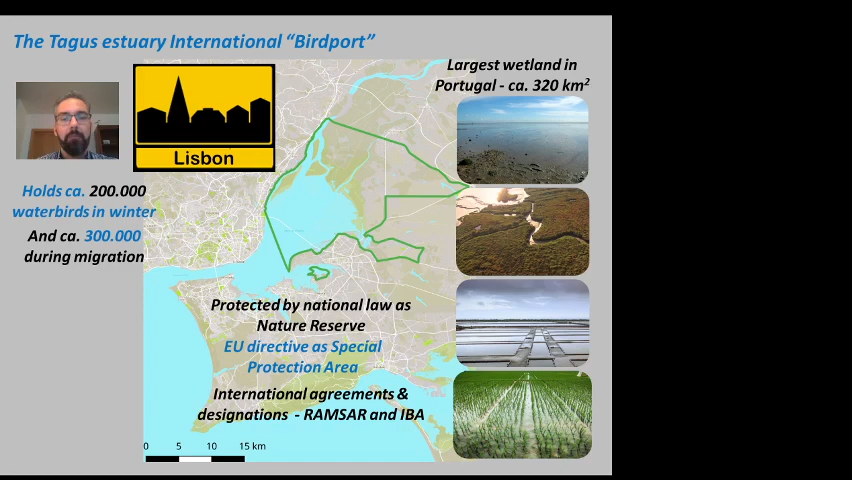 The Tagus estuary International “Birdport”
Largest wetland in
Portugal - ca. 320 km²
Lisbon
Holds ca. 200.000
waterbirds in winter
And ca. 300.000
during migration
Protected by national law as
Nature Reserve
EU directive as Special
Protection Area
International agreements &
designations - RAMSAR and IBA
0 5 10 15 km